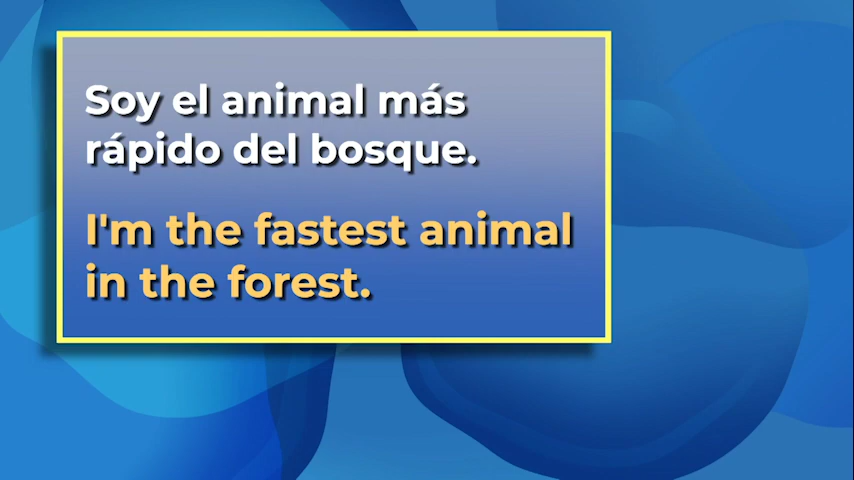 Soy el animal más
rápido del bosque.
I'm the fastest animal
in the forest.